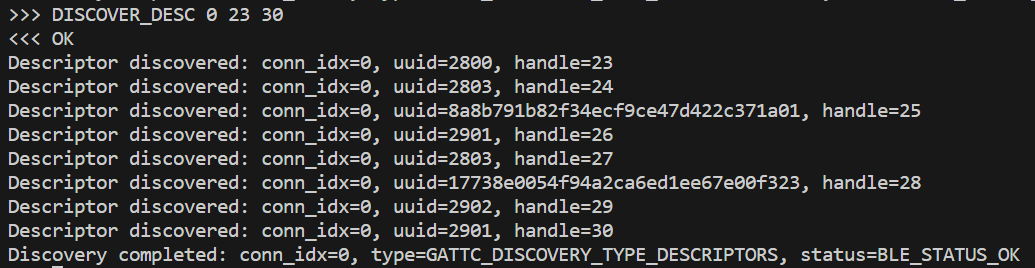 >>> DISCOVER_DESC 0 23 30
<<< OK
Descriptor discovered: conn_idx=0, uuid=2800, handle=23
Descriptor discovered: conn_idx=0, uuid=2803, handle=24
Descriptor discovered: conn_idx=0, uuid=8a8b791b82f34ecf9ce47d422c371a01, handle=25
Descriptor discovered: conn_idx=0, uuid=2901, handle=26
Descriptor discovered: conn_idx=0, uuid=2803, handle=27
Descriptor discovered: conn_idx=0, uuid=17738e0054f94a2ca6ed1ee67e00f323, handle=28
Descriptor discovered: conn_idx=0, uuid=2902, handle=29
Descriptor discovered: conn_idx=0, uuid=2901, handle=30
Discovery completed: conn_idx=0, type=GATTC_DISCOVERY_TYPE_DESCRIPTORS, status=BLE_STATUS_OK